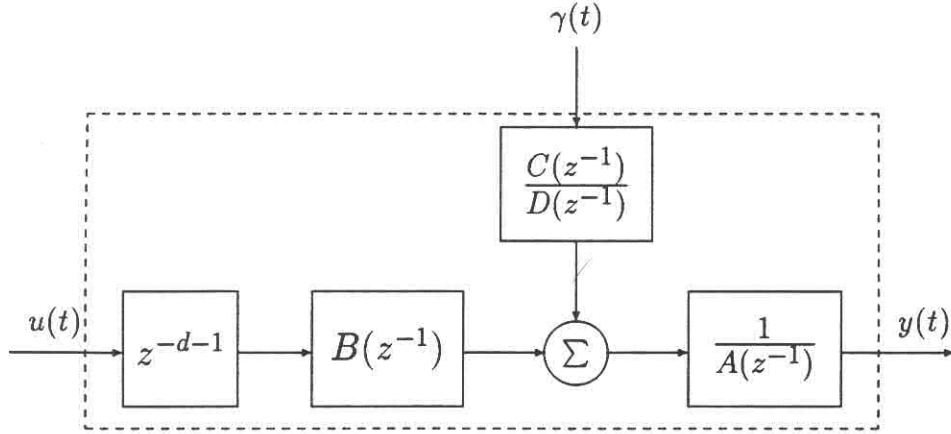 γ(t)
C(z⁻¹)
D(z⁻¹)
u(t)
z⁻ᵈ⁻¹
B(z⁻¹)
Σ
1
A(z⁻¹)
y(t)